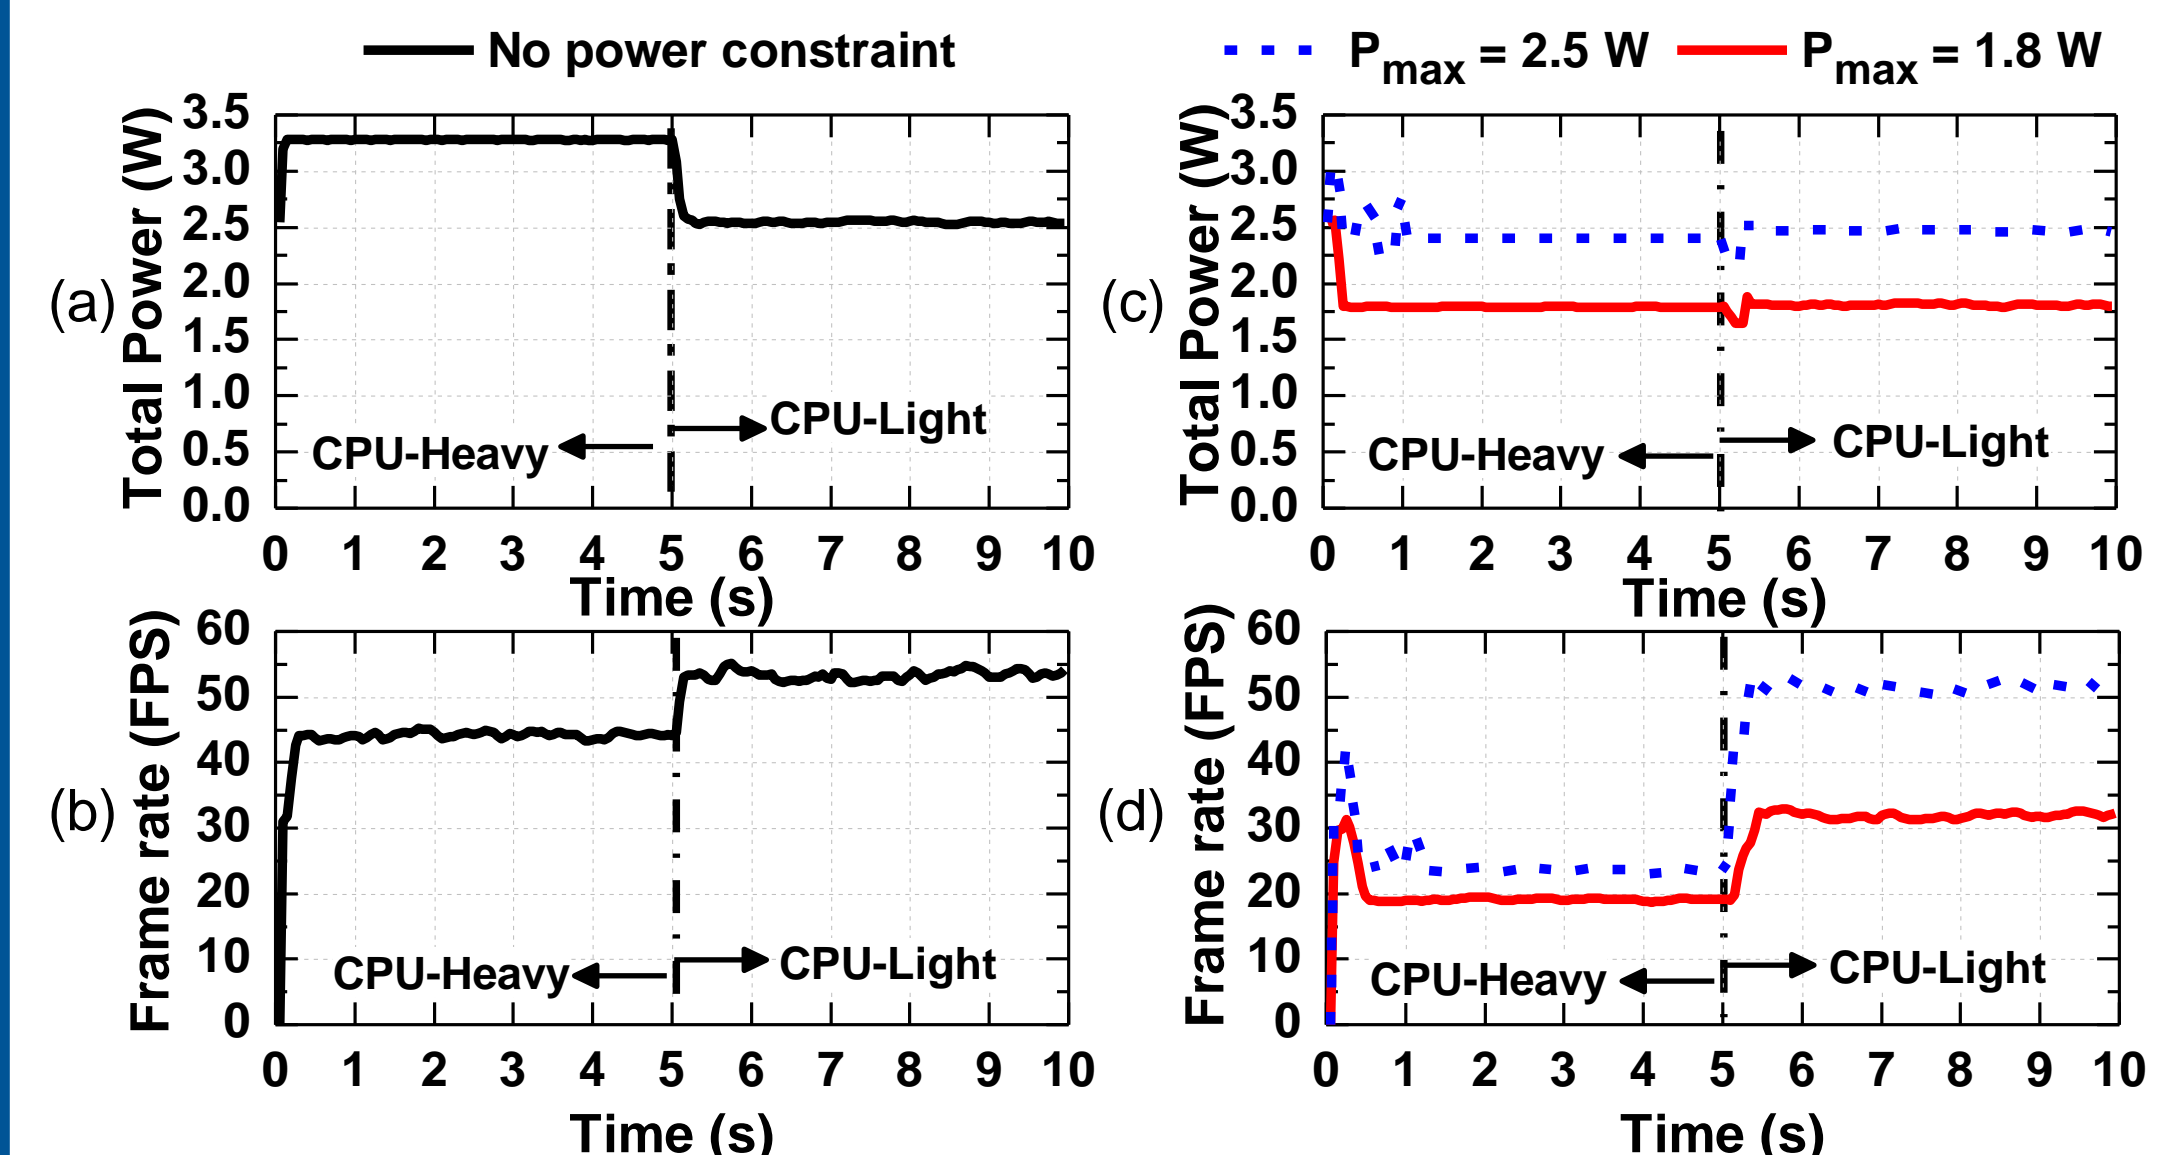 No power constraint
P_max = 2.5 W P_max = 1.8 W
(a)
Total Power (W)
3.5
3.0
2.5
2.0
1.5
1.0
0.5
0.0
CPU-Heavy
CPU-Light
0 1 2 3 4 5 6 7 8 9 10
Time (s)
(c)
Total Power (W)
3.5
3.0
2.5
2.0
1.5
1.0
0.5
0.0
CPU-Heavy
CPU-Light
0 1 2 3 4 5 6 7 8 9 10
Time (s)
(b)
Frame rate (FPS)
60
50
40
30
20
10
0
CPU-Heavy
CPU-Light
0 1 2 3 4 5 6 7 8 9 10
Time (s)
(d)
Frame rate (FPS)
60
50
40
30
20
10
0
CPU-Heavy
CPU-Light
0 1 2 3 4 5 6 7 8 9 10
Time (s)